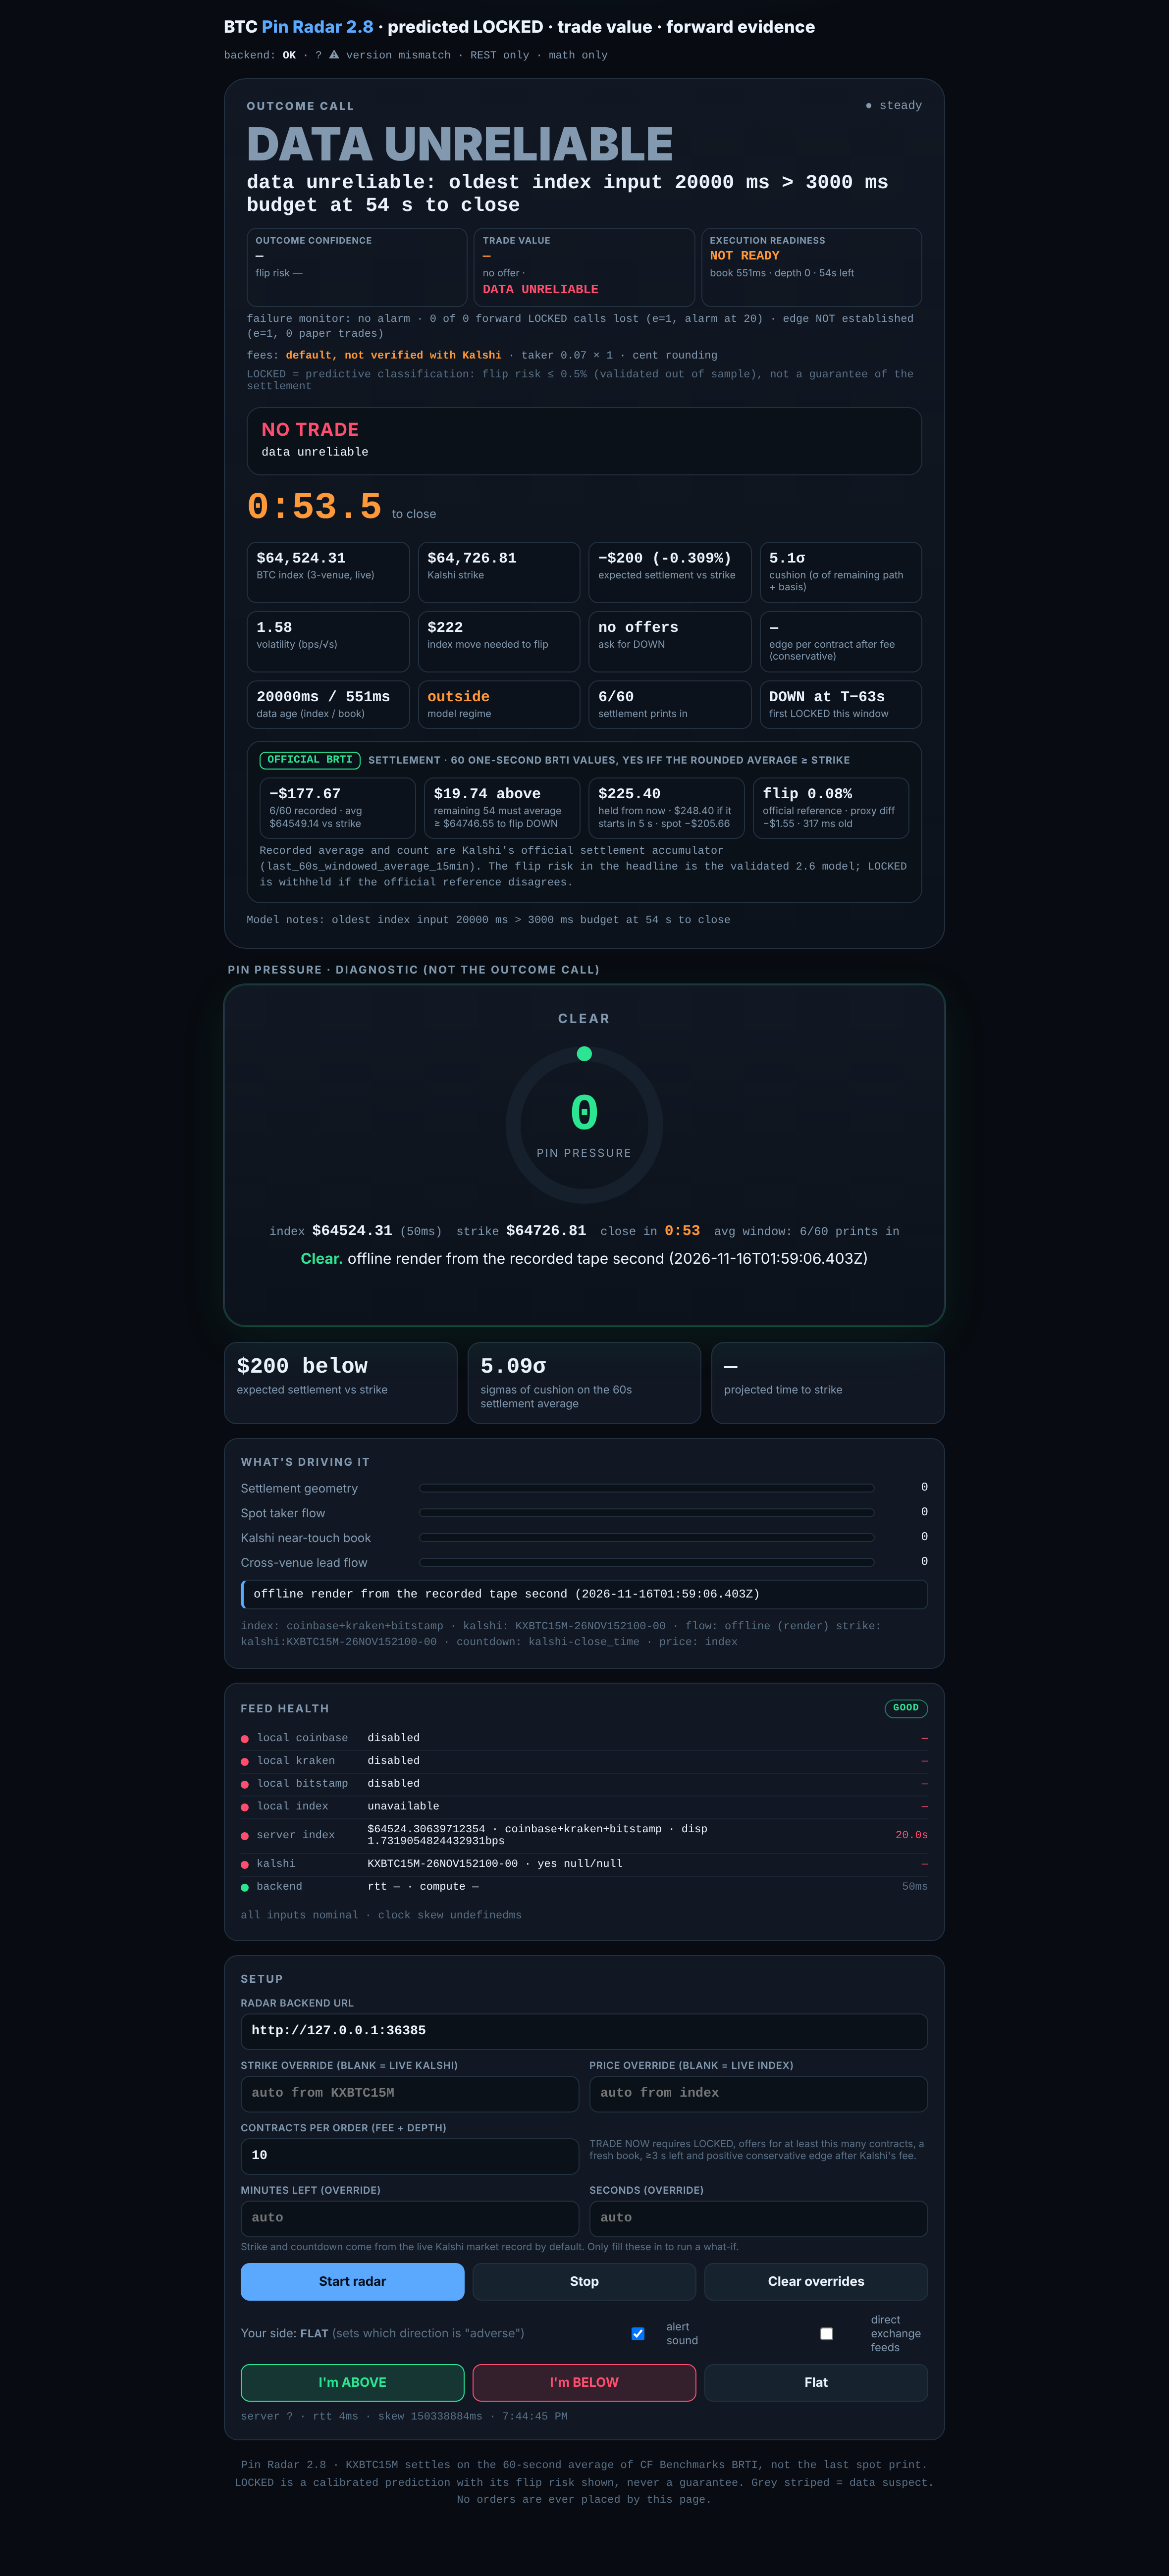 BTC Pin Radar 2.8 · predicted LOCKED · trade value · forward evidence
backend: OK · ? ⚠ version mismatch · REST only · math only
OUTCOME CALL
● steady
DATA UNRELIABLE
data unreliable: oldest index input 20000 ms > 3000 ms
budget at 54 s to close
OUTCOME CONFIDENCE
—
flip risk —
TRADE VALUE
—
no offer ·
DATA UNRELIABLE
EXECUTION READINESS
NOT READY
book 551ms · depth 0 · 54s left
failure monitor: no alarm · 0 of 0 forward LOCKED calls lost (e=1, alarm at 20) · edge NOT established
(e=1, 0 paper trades)
fees: default, not verified with Kalshi · taker 0.07 × 1 · cent rounding
LOCKED = predictive classification: flip risk ≤ 0.5% (validated out of sample), not a guarantee of the
settlement
NO TRADE
data unreliable
0:53.5 to close
$64,524.31
BTC index (3-venue, live)
$64,726.81
Kalshi strike
−$200 (-0.309%)
expected settlement vs strike
5.1σ
cushion (σ of remaining path
+ basis)
1.58
volatility (bps/√s)
$222
index move needed to flip
no offers
ask for DOWN
—
edge per contract after fee
(conservative)
20000ms / 551ms
data age (index / book)
outside
model regime
6/60
settlement prints in
DOWN at T−63s
first LOCKED this window
OFFICIAL BRTI SETTLEMENT · 60 ONE-SECOND BRTI VALUES, YES IFF THE ROUNDED AVERAGE ≥ STRIKE
−$177.67
6/60 recorded · avg
$64549.14 vs strike
$19.74 above
remaining 54 must average
≥ $64746.55 to flip DOWN
$225.40
held from now · $248.40 if it
starts in 5 s · spot −$205.66
flip 0.08%
official reference · proxy diff
−$1.55 · 317 ms old
Recorded average and count are Kalshi's official settlement accumulator
(last_60s_windowed_average_15min). The flip risk in the headline is the validated 2.6 model; LOCKED
is withheld if the official reference disagrees.
Model notes: oldest index input 20000 ms > 3000 ms budget at 54 s to close
PIN PRESSURE · DIAGNOSTIC (NOT THE OUTCOME CALL)
CLEAR
0
PIN PRESSURE
index $64524.31 (50ms) strike $64726.81 close in 0:53 avg window: 6/60 prints in
Clear. offline render from the recorded tape second (2026-11-16T01:59:06.403Z)
$200 below
expected settlement vs strike
5.09σ
sigmas of cushion on the 60s
settlement average
—
projected time to strike
WHAT'S DRIVING IT
Settlement geometry 0
Spot taker flow 0
Kalshi near-touch book 0
Cross-venue lead flow 0
offline render from the recorded tape second (2026-11-16T01:59:06.403Z)
index: coinbase+kraken+bitstamp · kalshi: KXBTC15M-26NOV152100-00 · flow: offline (render) strike:
kalshi:KXBTC15M-26NOV152100-00 · countdown: kalshi-close_time · price: index
FEED HEALTH
GOOD
local coinbase disabled —
local kraken disabled —
local bitstamp disabled —
local index unavailable —
server index $64524.30639712354 · coinbase+kraken+bitstamp · disp
1.7319054824432931bps 20.0s
kalshi KXBTC15M-26NOV152100-00 · yes null/null —
backend rtt — · compute — 50ms
all inputs nominal · clock skew undefinedms
SETUP
RADAR BACKEND URL
http://127.0.0.1:36385
STRIKE OVERRIDE (BLANK = LIVE KALSHI)
auto from KXBTC15M
PRICE OVERRIDE (BLANK = LIVE INDEX)
auto from index
CONTRACTS PER ORDER (FEE + DEPTH)
10
TRADE NOW requires LOCKED, offers for at least this many contracts, a
fresh book, ≥3 s left and positive conservative edge after Kalshi's fee.
MINUTES LEFT (OVERRIDE)
auto
SECONDS (OVERRIDE)
auto
Strike and countdown come from the live Kalshi market record by default. Only fill these in to run a what-if.
Start radar
Stop
Clear overrides
Your side: FLAT (sets which direction is "adverse")
alert
sound
direct
exchange
feeds
I'm ABOVE
I'm BELOW
Flat
server ? · rtt 4ms · skew 150338884ms · 7:44:45 PM
Pin Radar 2.8 · KXBTC15M settles on the 60-second average of CF Benchmarks BRTI, not the last spot print.
LOCKED is a calibrated prediction with its flip risk shown, never a guarantee. Grey striped = data suspect.
No orders are ever placed by this page.